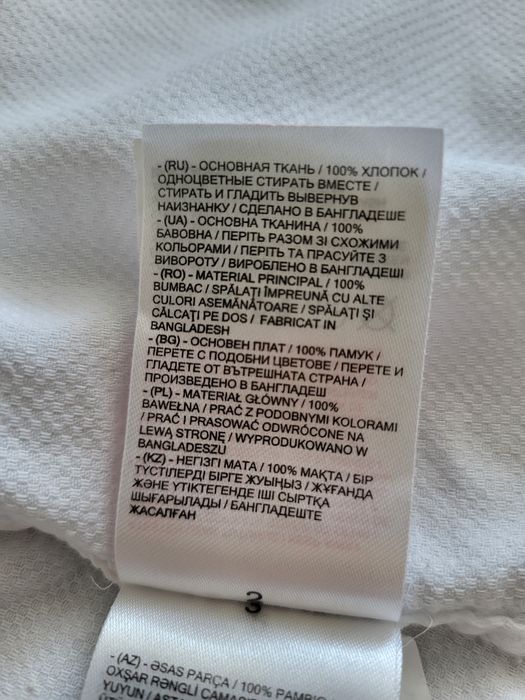 - (RU) - ОСНОВНАЯ ТКАНЬ / 100% ХЛОПОК /
ОДНОЦВЕТНЫЕ СТИРАТЬ ВМЕСТЕ /
СТИРАТЬ И ГЛАДИТЬ ВЫВЕРНУВ
НАИЗНАНКУ / СДЕЛАНО В БАНГЛАДЕШЕ
- (UA) - ОСНОВНА ТКАНИНА / 100%
БАВОВНА / ПЕРІТЬ РАЗОМ ЗІ СХОЖИМИ
КОЛЬОРАМИ / ПЕРІТЬ ТА ПРАСУЙТЕ З
ВИВОРОТУ / ВИРОБЛЕНО В БАНГЛАДЕШІ
- (RO) - MATERIAL PRINCIPAL / 100%
BUMBAC / SPĂLAȚI ÎMPREUNĂ CU ALTE
CULORI ASEMĂNĂTOARE / SPĂLAȚI ȘI
CĂLCAȚI PE DOS / FABRICAT IN
BANGLADESH
- (BG) - ОСНОВЕН ПЛАТ / 100% ПАМУК /
ПЕРЕТЕ С ПОДОБНИ ЦВЕТОВЕ / ПЕРЕТЕ И
ГЛАДЕТЕ ОТ ВЪТРЕШНАТА СТРАНА /
ПРОИЗВЕДЕНО В БАНГЛАДЕШ
- (PL) - MATERIAŁ GŁÓWNY / 100%
BAWEŁNA / PRAĆ Z PODOBNYMI KOLORAMI
/ PRAĆ I PRASOWAĆ ODWRÓCONE NA
LEWĄ STRONĘ / WYPRODUKOWANO W
BANGLADESZU
- (KZ) - НЕГІЗГІ МАТА / 100% МАҚТА / БІР
ТҮСТІЛЕРДІ БІРГЕ ЖУЫҢЫЗ / ЖУҒАНДА
ЖӘНЕ ҮТІКТЕГЕНДЕ ІШІ СЫРТҚА
ШЫҒАРЫЛАДЫ / БАНГЛАДЕШТЕ
ЖАСАЛҒАН
3
- (AZ) - ƏSAS PARÇA / 100% PAMBIQ
OXŞAR RƏNGLİ
YUYUN /